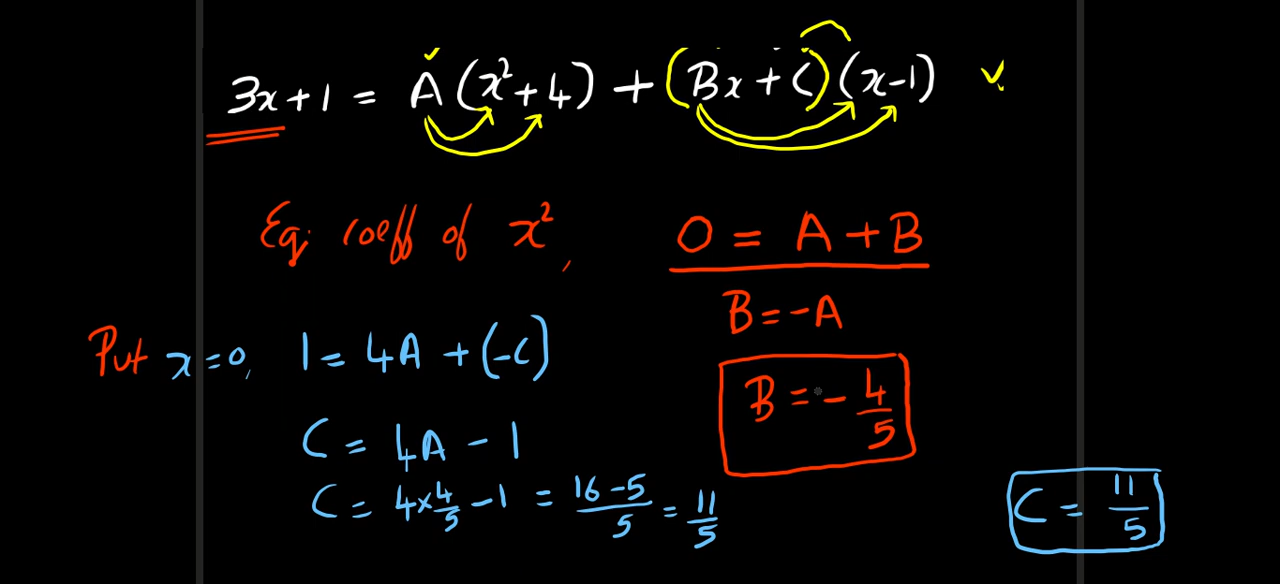 3x+1 = A(x²+4) + (Bx+C)(x-1)
Eq. coeff of x², 0 = A+B
B = -A
Put x=0, 1 = 4A + (-C)
B = - 4/5
C = 4A - 1
C = 4×4/5 - 1 = 16-5/5 = 11/5
C = 11/5